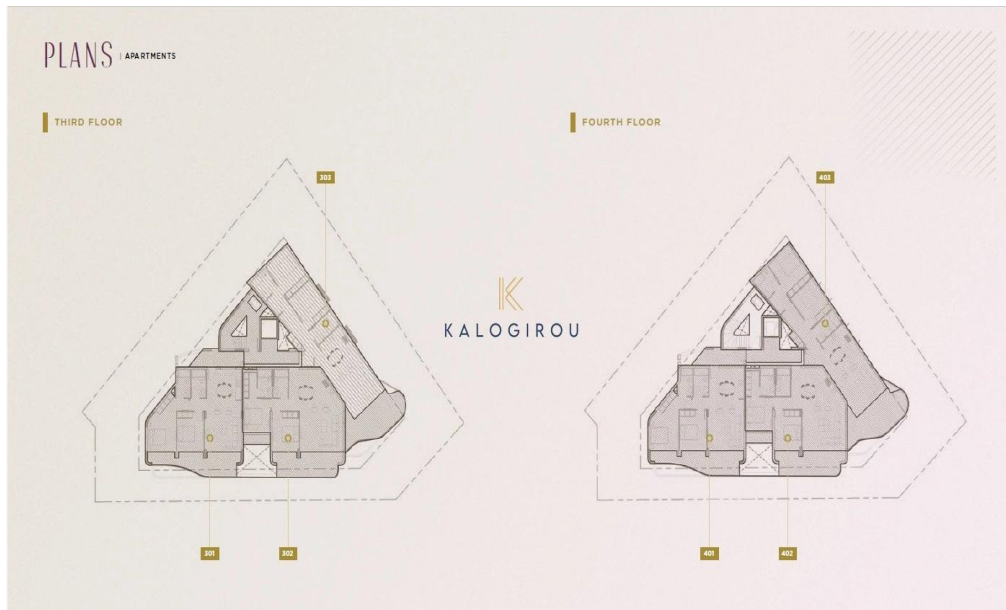 PLANS | APARTMENTS
THIRD FLOOR
FOURTH FLOOR
303
403
KALOGIROU
301
302
401
402